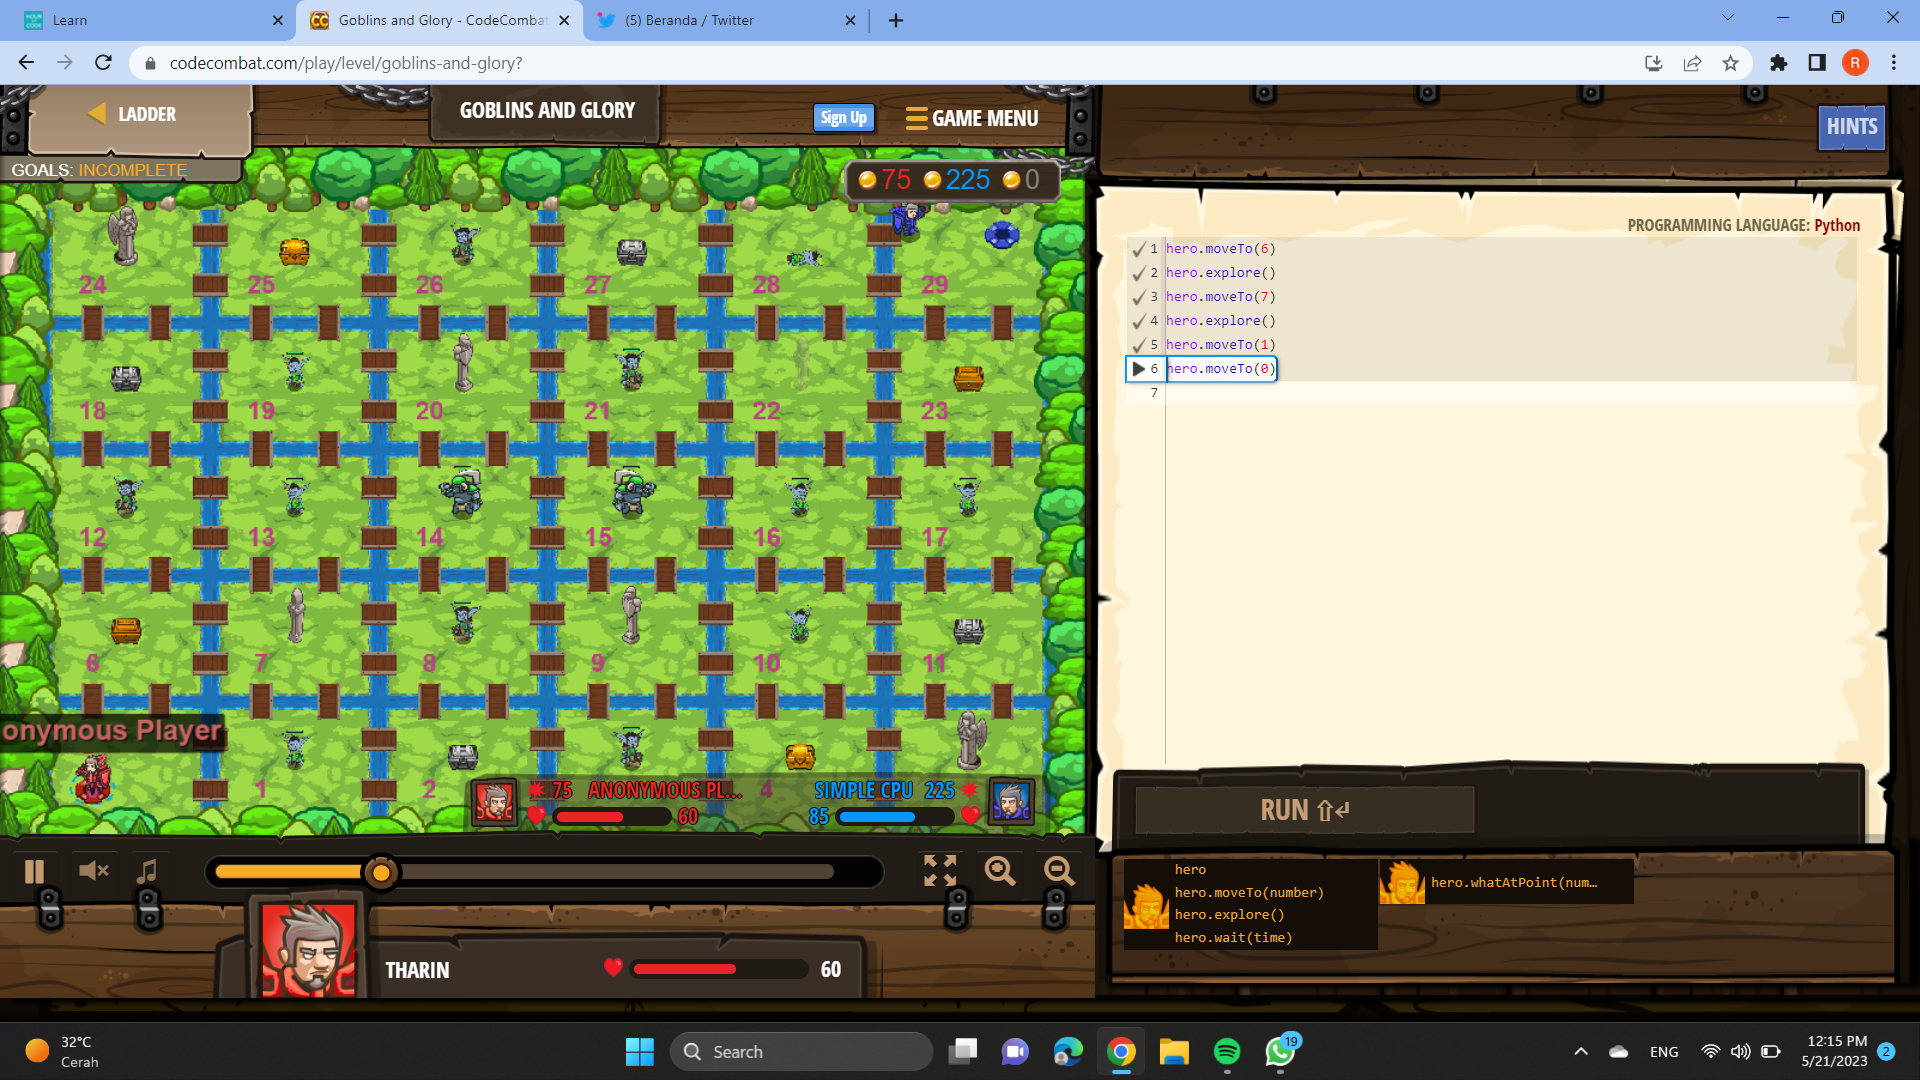 Learn
Goblins and Glory - CodeCombat
(5) Beranda / Twitter
codecombat.com/play/level/goblins-and-glory?
R
LADDER
GOBLINS AND GLORY
Sign Up
GAME MENU
HINTS
GOALS: INCOMPLETE
75 225 0
PROGRAMMING LANGUAGE: Python
1 hero.moveTo(6)
2 hero.explore()
3 hero.moveTo(7)
4 hero.explore()
5 hero.moveTo(1)
6 hero.moveTo(0)
7
24 25 26 27 28 29
18 19 20 21 22 23
12 13 14 15 16 17
6 7 8 9 10 11
onymous Player
1 2 4
75 ANONYMOUS PL... SIMPLE CPU 225
60 85
RUN
hero
hero.moveTo(number)
hero.explore()
hero.wait(time)
hero.whatAtPoint(num…
THARIN
60
32°C
Cerah
Search
19
ENG
12:15 PM
5/21/2023
2